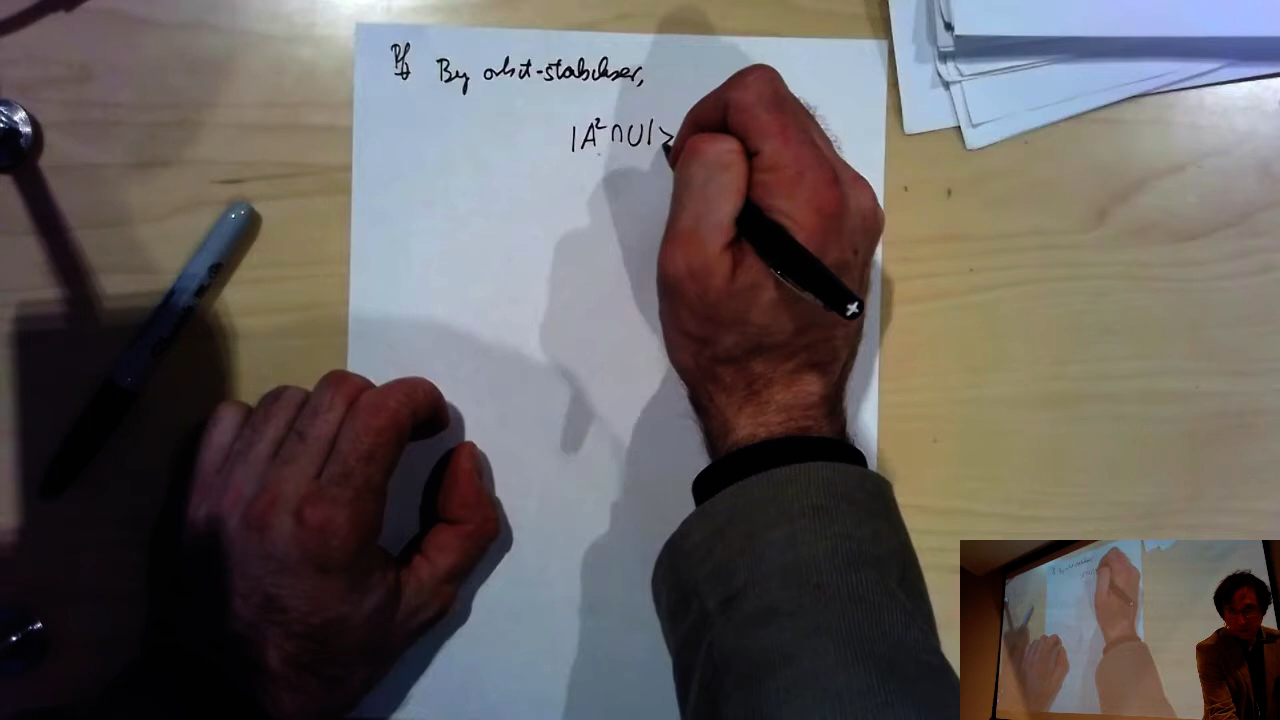 Pf By orbit-stabiliser,
|A² ∩ U| >